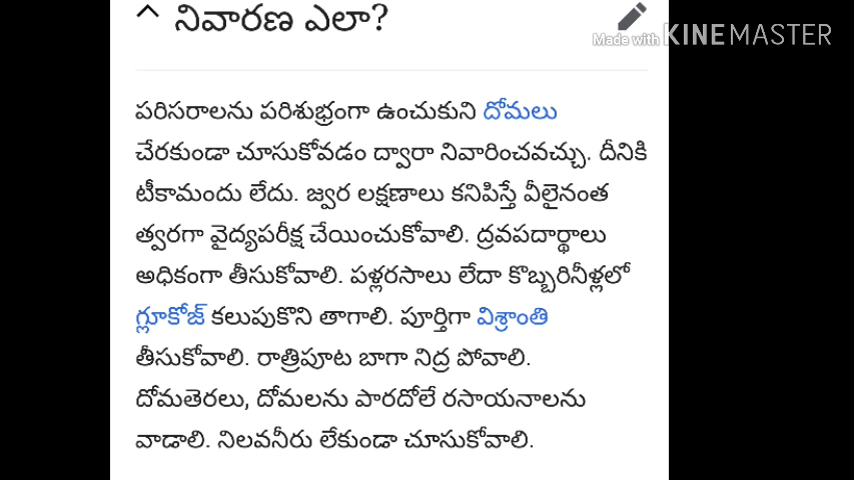 నివారణ ఎలా?
Made with KINEMASTER
పరిసరాలను పరిశుభ్రంగా ఉంచుకుని దోమలు
చేరకుండా చూసుకోవడం ద్వారా నివారించవచ్చు. దీనికి
టీకామందు లేదు. జ్వర లక్షణాలు కనిపిస్తే వీలైనంత
త్వరగా వైద్యపరీక్ష చేయించుకోవాలి. ద్రవపదార్థాలు
అధికంగా తీసుకోవాలి. పళ్లరసాలు లేదా కొబ్బరినీళ్లలో
గ్లూకోజ్ కలుపుకొని తాగాలి. పూర్తిగా విశ్రాంతి
తీసుకోవాలి. రాత్రిపూట బాగా నిద్ర పోవాలి.
దోమతెరలు, దోమలను పారదోలే రసాయనాలను
వాడాలి. నిలవనీరు లేకుండా చూసుకోవాలి.